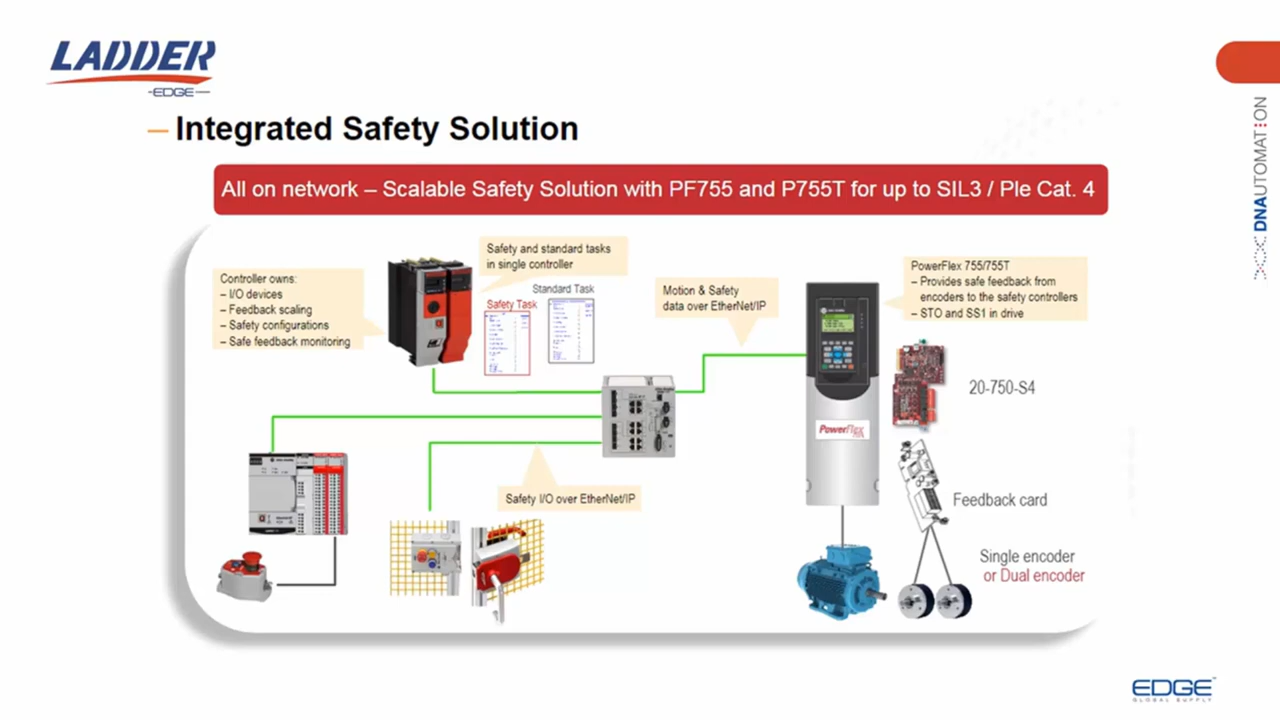 LADDER
EDGE
Integrated Safety Solution
All on network – Scalable Safety Solution with PF755 and P755T for up to SIL3 / Ple Cat. 4
Controller owns:
– I/O devices
– Feedback scaling
– Safety configurations
– Safe feedback monitoring
Safety and standard tasks
in single controller
Safety Task
Standard Task
Motion & Safety
data over EtherNet/IP
PowerFlex 755/755T
– Provides safe feedback from
encoders to the safety controllers
– STO and SS1 in drive
20-750-S4
PowerFlex
Feedback card
Safety I/O over EtherNet/IP
Single encoder
or Dual encoder
DNAUTOMATION
EDGE
GLOBAL SUPPLY